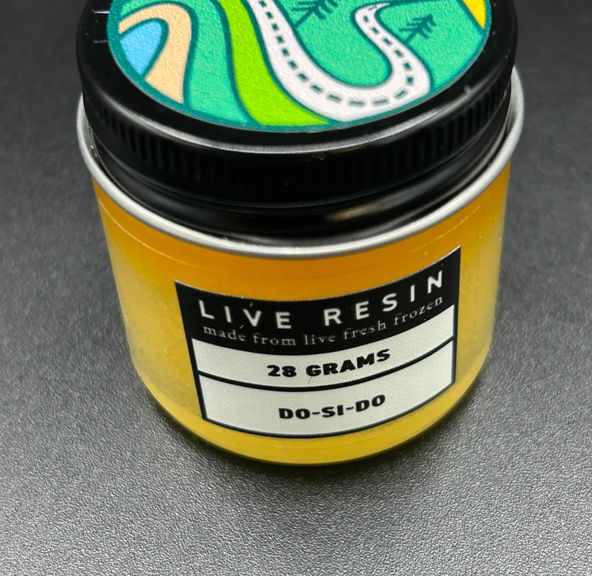 LIVE RESIN
made from live fresh frozen
28 GRAMS
DO-SI-DO